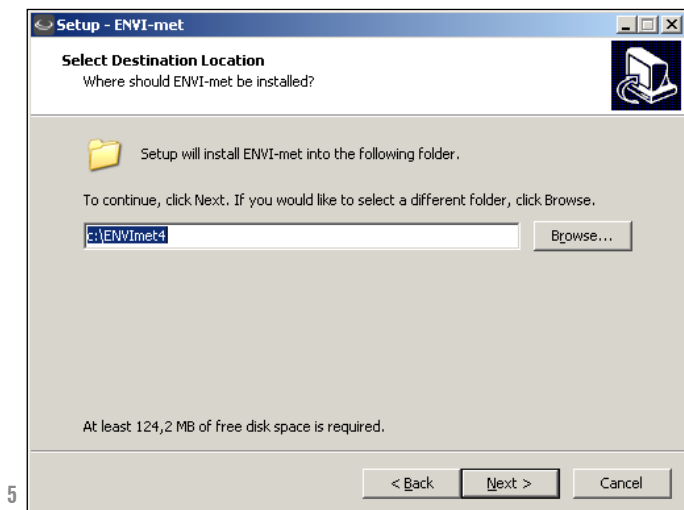 Setup - ENVI-met
Select Destination Location
Where should ENVI-met be installed?
Setup will install ENVI-met into the following folder.
To continue, click Next. If you would like to select a different folder, click Browse.
c:\ENVImet4
Browse...
At least 124,2 MB of free disk space is required.
< Back
Next >
Cancel
5